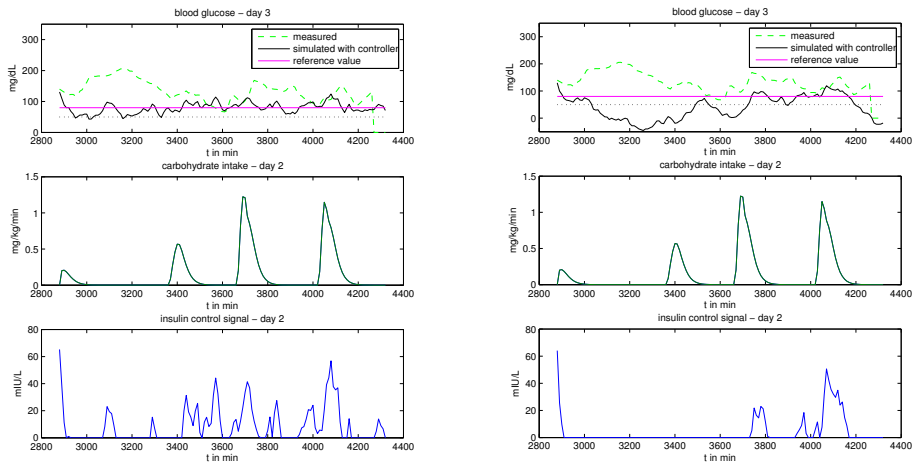 blood glucose – day 3
mg/dL
300
200
100
0
measured
simulated with controller
reference value
2800 3000 3200 3400 3600 3800 4000 4200 4400
t in min
carbohydrate intake – day 2
mg/kg/min
1.5
1
0.5
0
2800 3000 3200 3400 3600 3800 4000 4200 4400
t in min
insulin control signal – day 2
mIU/L
80
60
40
20
0
2800 3000 3200 3400 3600 3800 4000 4200 4400
t in min
blood glucose – day 3
mg/dL
300
200
100
0
measured
simulated with controller
reference value
2800 3000 3200 3400 3600 3800 4000 4200 4400
t in min
carbohydrate intake – day 2
mg/kg/min
1.5
1
0.5
0
2800 3000 3200 3400 3600 3800 4000 4200 4400
t in min
insulin control signal – day 2
mIU/L
80
60
40
20
0
2800 3000 3200 3400 3600 3800 4000 4200 4400
t in min